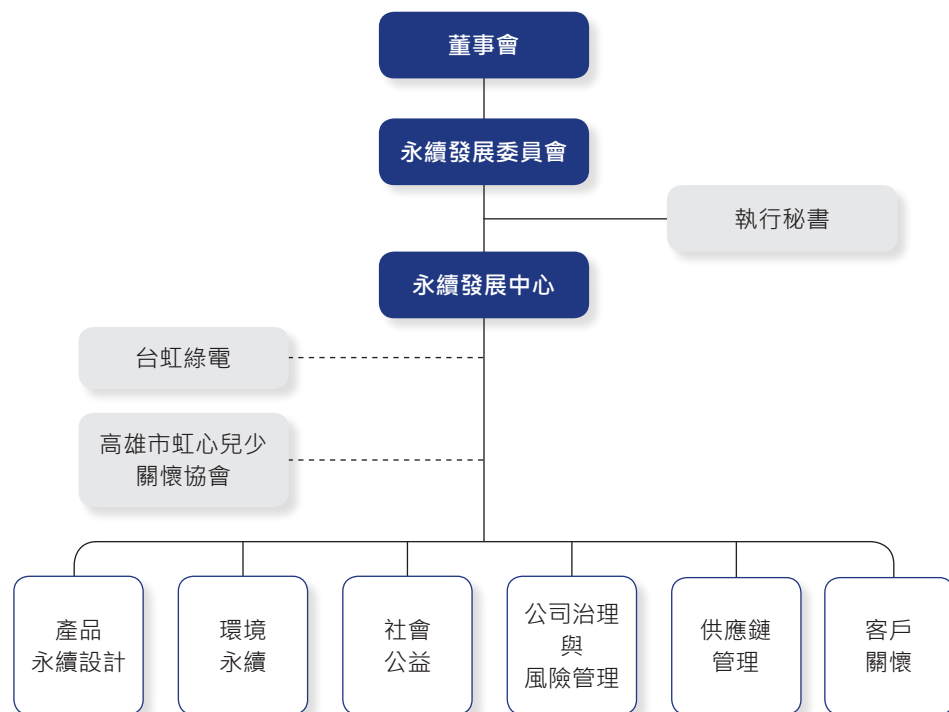 董事會
永續發展委員會
執行秘書
永續發展中心
台虹綠電
高雄市虹心兒少
關懷協會
產品
永續設計
環境
永續
社會
公益
公司治理
與
風險管理
供應鏈
管理
客戶
關懷